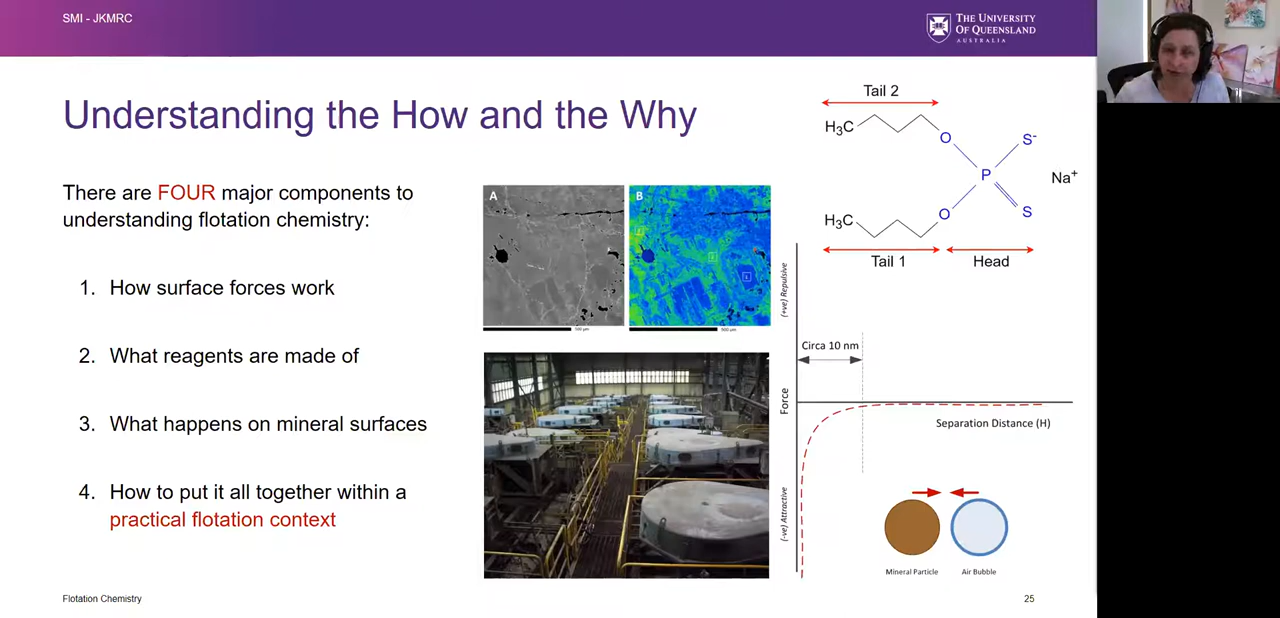 SMI - JKMRC
THE UNIVERSITY
OF QUEENSLAND
AUSTRALIA
Understanding the How and the Why
There are FOUR major components to
understanding flotation chemistry:
1. How surface forces work
2. What reagents are made of
3. What happens on mineral surfaces
4. How to put it all together within a
practical flotation context
A
B
Tail 2
H₃C
O
S⁻
P
Na⁺
S
O
H₃C
Tail 1
Head
(+ve) Repulsive
Circa 10 nm
Force
Separation Distance (H)
(-ve) Attractive
Mineral Particle
Air Bubble
Flotation Chemistry
25